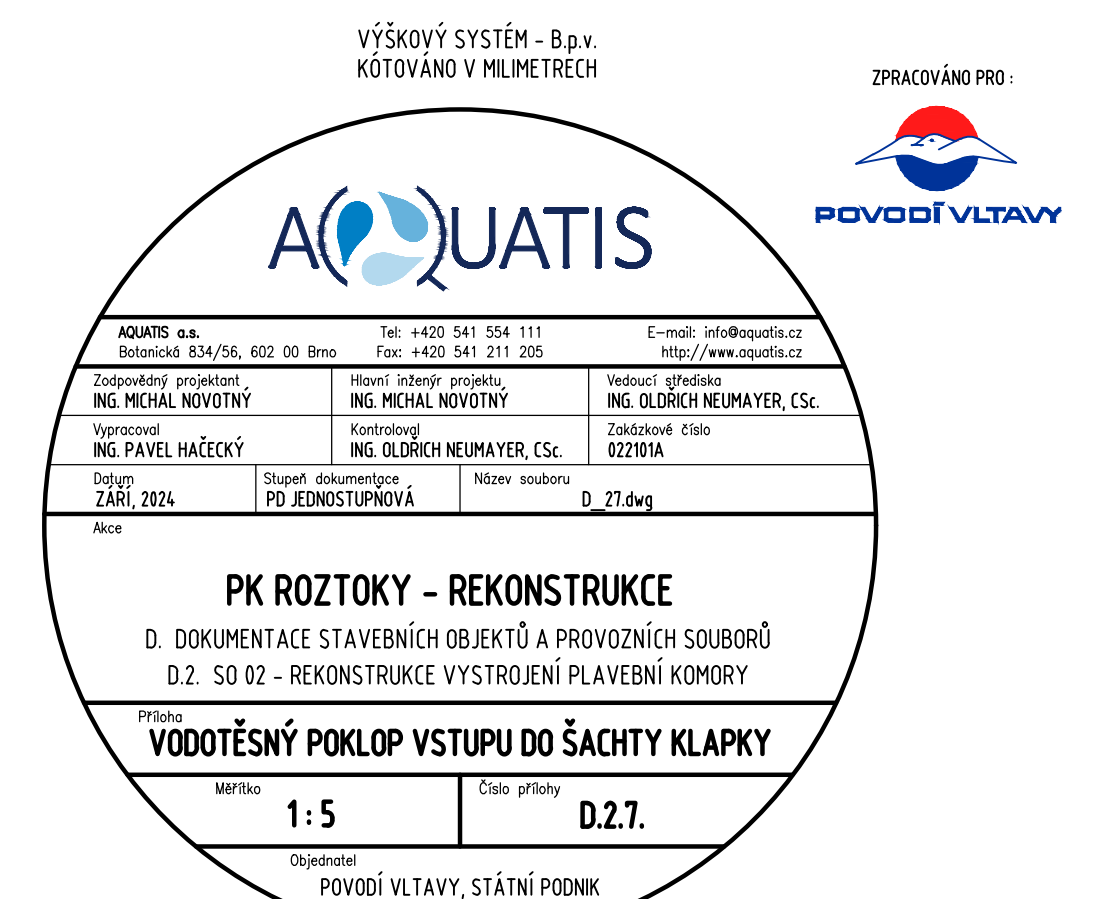 VÝŠKOVÝ SYSTÉM - B.p.v.
KÓTOVÁNO V MILIMETRECH
ZPRACOVÁNO PRO :
POVODÍ VLTAVY
AQUATIS
AQUATIS a.s. Tel: +420 541 554 111 E-mail: info@aquatis.cz
Botanická 834/56, 602 00 Brno Fax: +420 541 211 205 http://www.aquatis.cz
Zodpovědný projektant Hlavní inženýr projektu Vedoucí střediska
ING. MICHAL NOVOTNÝ ING. MICHAL NOVOTNÝ ING. OLDŘICH NEUMAYER, CSc.
Vypracoval Kontroloval Zakázkové číslo
ING. PAVEL HAČECKÝ ING. OLDŘICH NEUMAYER, CSc. 022101A
Datum Stupeň dokumentace Název souboru
ZÁŘÍ, 2024 PD JEDNOSTUPŇOVÁ D__27.dwg
Akce
PK ROZTOKY - REKONSTRUKCE
D. DOKUMENTACE STAVEBNÍCH OBJEKTŮ A PROVOZNÍCH SOUBORŮ
D.2. SO 02 - REKONSTRUKCE VYSTROJENÍ PLAVEBNÍ KOMORY
Příloha
VODOTĚSNÝ POKLOP VSTUPU DO ŠACHTY KLAPKY
Měřítko Číslo přílohy
1 : 5 D.2.7.
Objednatel
POVODÍ VLTAVY, STÁTNÍ PODNIK